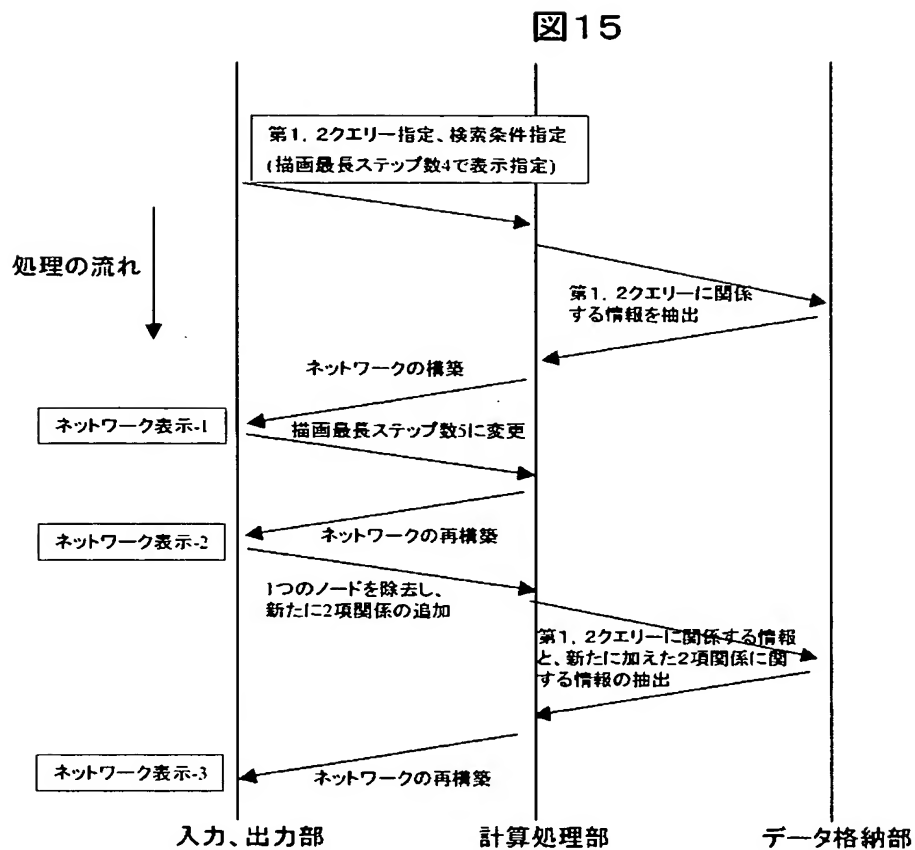 図15
第1，2クエリー指定、検索条件指定
(描画最長ステップ数4で表示指定)
処理の流れ
第1，2クエリーに関係
する情報を抽出
ネットワークの構築
ネットワーク表示-1
描画最長ステップ数5に変更
ネットワーク表示-2
ネットワークの再構築
1つのノードを除去し、
新たに2項関係の追加
第1，2クエリーに関係する情報
と、新たに加えた2項関係に関
する情報の抽出
ネットワーク表示-3
ネットワークの再構築
入力、出力部
計算処理部
データ格納部